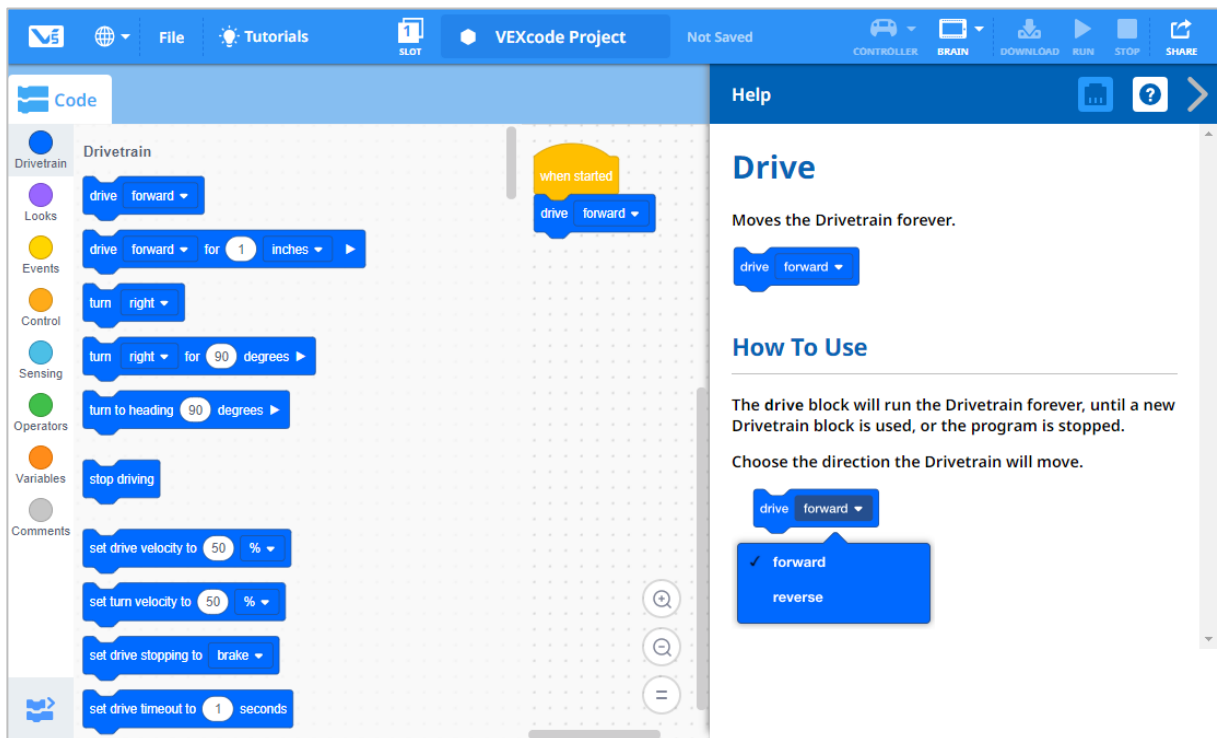 V5
File
Tutorials
1
SLOT
VEXcode Project
Not Saved
CONTROLLER
BRAIN
DOWNLOAD
RUN
STOP
SHARE
Code
Drivetrain
Looks
Events
Control
Sensing
Operators
Variables
Comments
Drivetrain
drive forward
drive forward for 1 inches
turn right
turn right for 90 degrees
turn to heading 90 degrees
stop driving
set drive velocity to 50 %
set turn velocity to 50 %
set drive stopping to brake
set drive timeout to 1 seconds
when started
drive forward
Help
?
Drive
Moves the Drivetrain forever.
drive forward
How To Use
The drive block will run the Drivetrain forever, until a new
Drivetrain block is used, or the program is stopped.
Choose the direction the Drivetrain will move.
drive forward
forward
reverse